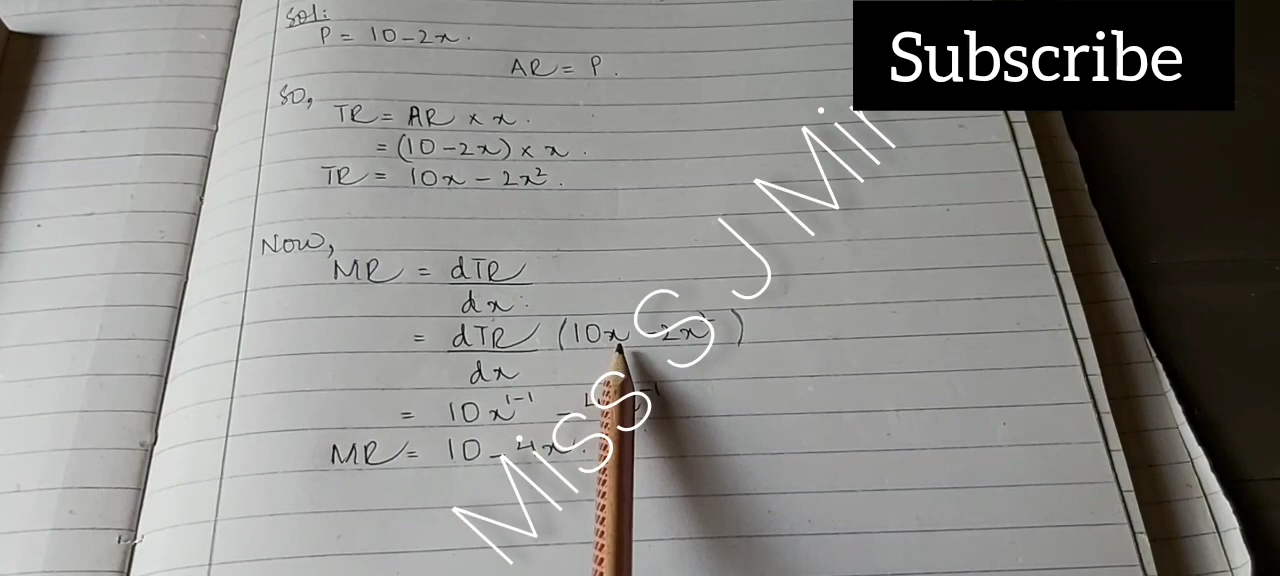 Sol:
P = 10 - 2x.
AR = P.
So,
TR = AR × x.
= (10 - 2x) × x.
TR = 10x - 2x².
Now,
MR = dTR
dx
= dTR (10x - 2x²)
dx
= 10x¹⁻¹ -
MR = 10 - 4x.
Subscribe
Miss J Mir